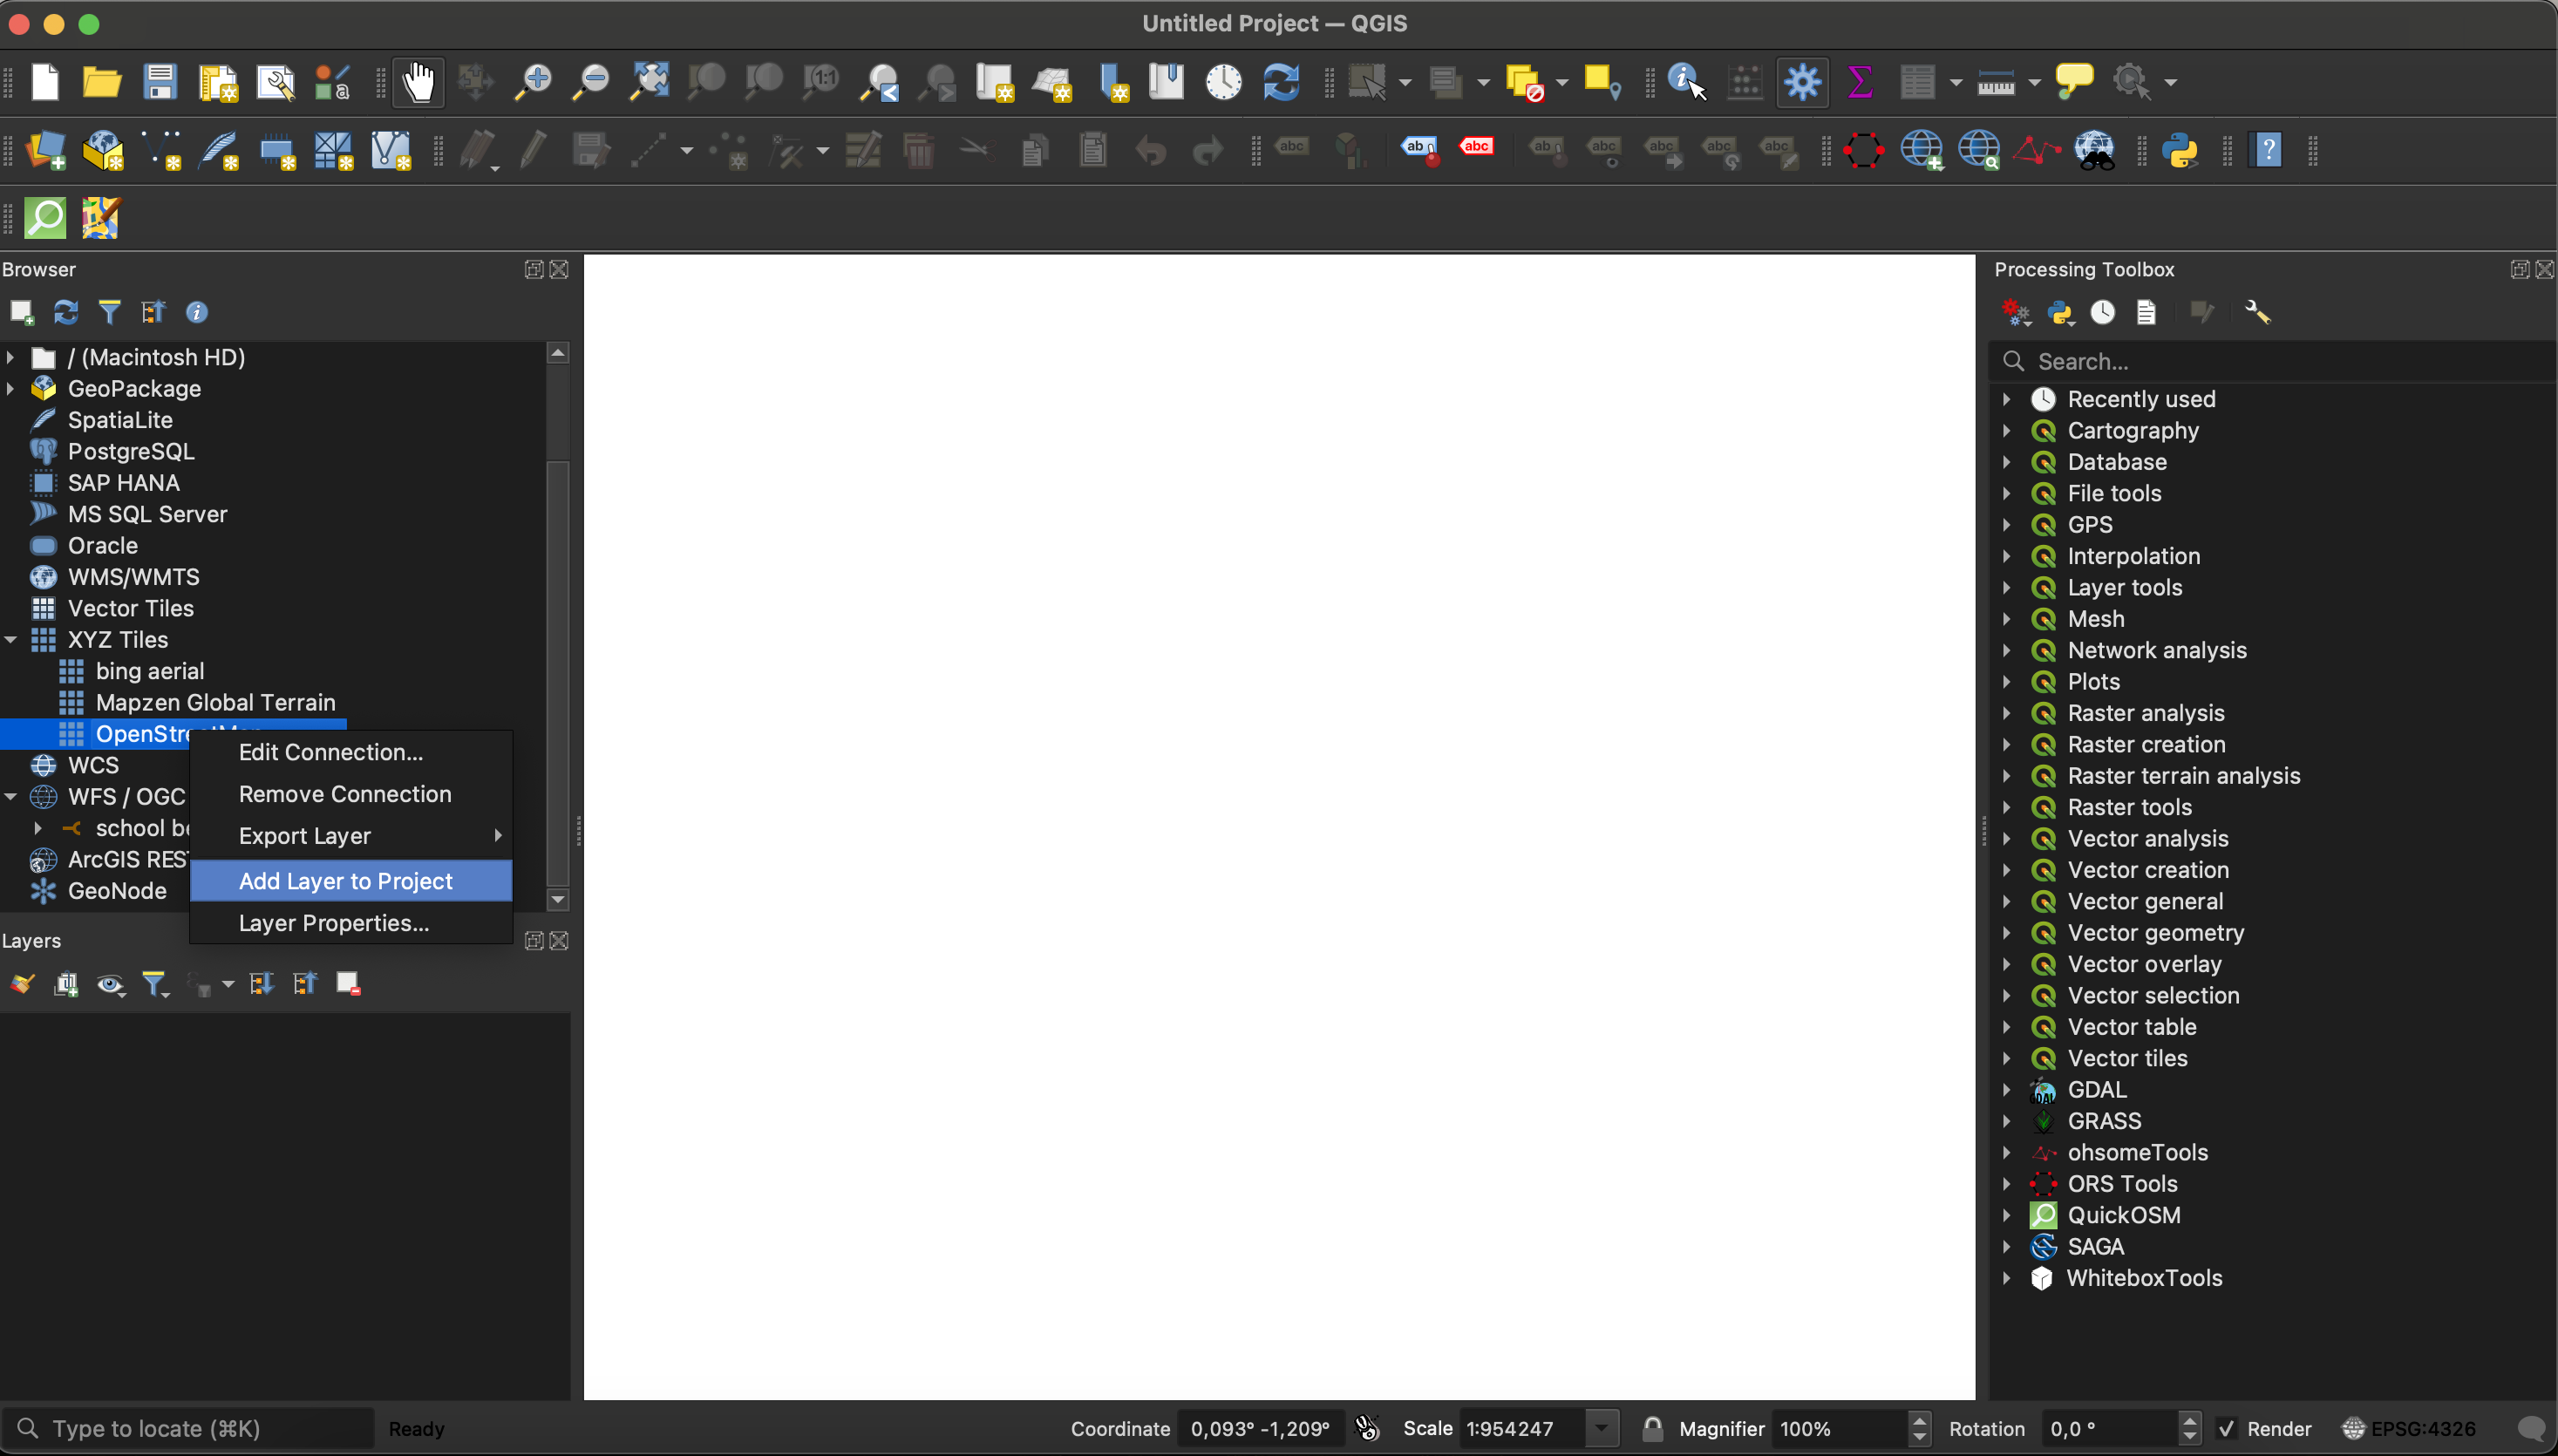 Untitled Project — QGIS
Browser
/ (Macintosh HD)
GeoPackage
SpatiaLite
PostgreSQL
SAP HANA
MS SQL Server
Oracle
WMS/WMTS
Vector Tiles
XYZ Tiles
bing aerial
Mapzen Global Terrain
WCS
WFS / OGC
school
ArcGIS
GeoNode
Edit Connection...
Remove Connection
Export Layer
Add Layer to Project
Layer Properties...
Layers
Processing Toolbox
Search...
Recently used
Cartography
Database
File tools
GPS
Interpolation
Layer tools
Mesh
Network analysis
Plots
Raster analysis
Raster creation
Raster terrain analysis
Raster tools
Vector analysis
Vector creation
Vector general
Vector geometry
Vector overlay
Vector selection
Vector table
Vector tiles
GDAL
GRASS
ohsomeTools
ORS Tools
QuickOSM
SAGA
WhiteboxTools
Type to locate (⌘K) Ready Coordinate 0,093° -1,209° Scale 1:954247 Magnifier 100% Rotation 0,0 ° Render EPSG:4326